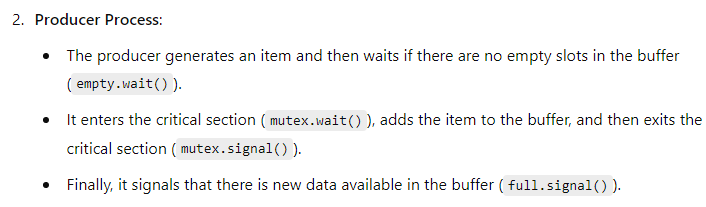 2. Producer Process:
• The producer generates an item and then waits if there are no empty slots in the buffer
( empty.wait() ).
• It enters the critical section ( mutex.wait() ), adds the item to the buffer, and then exits the
critical section ( mutex.signal() ).
• Finally, it signals that there is new data available in the buffer ( full.signal() ).